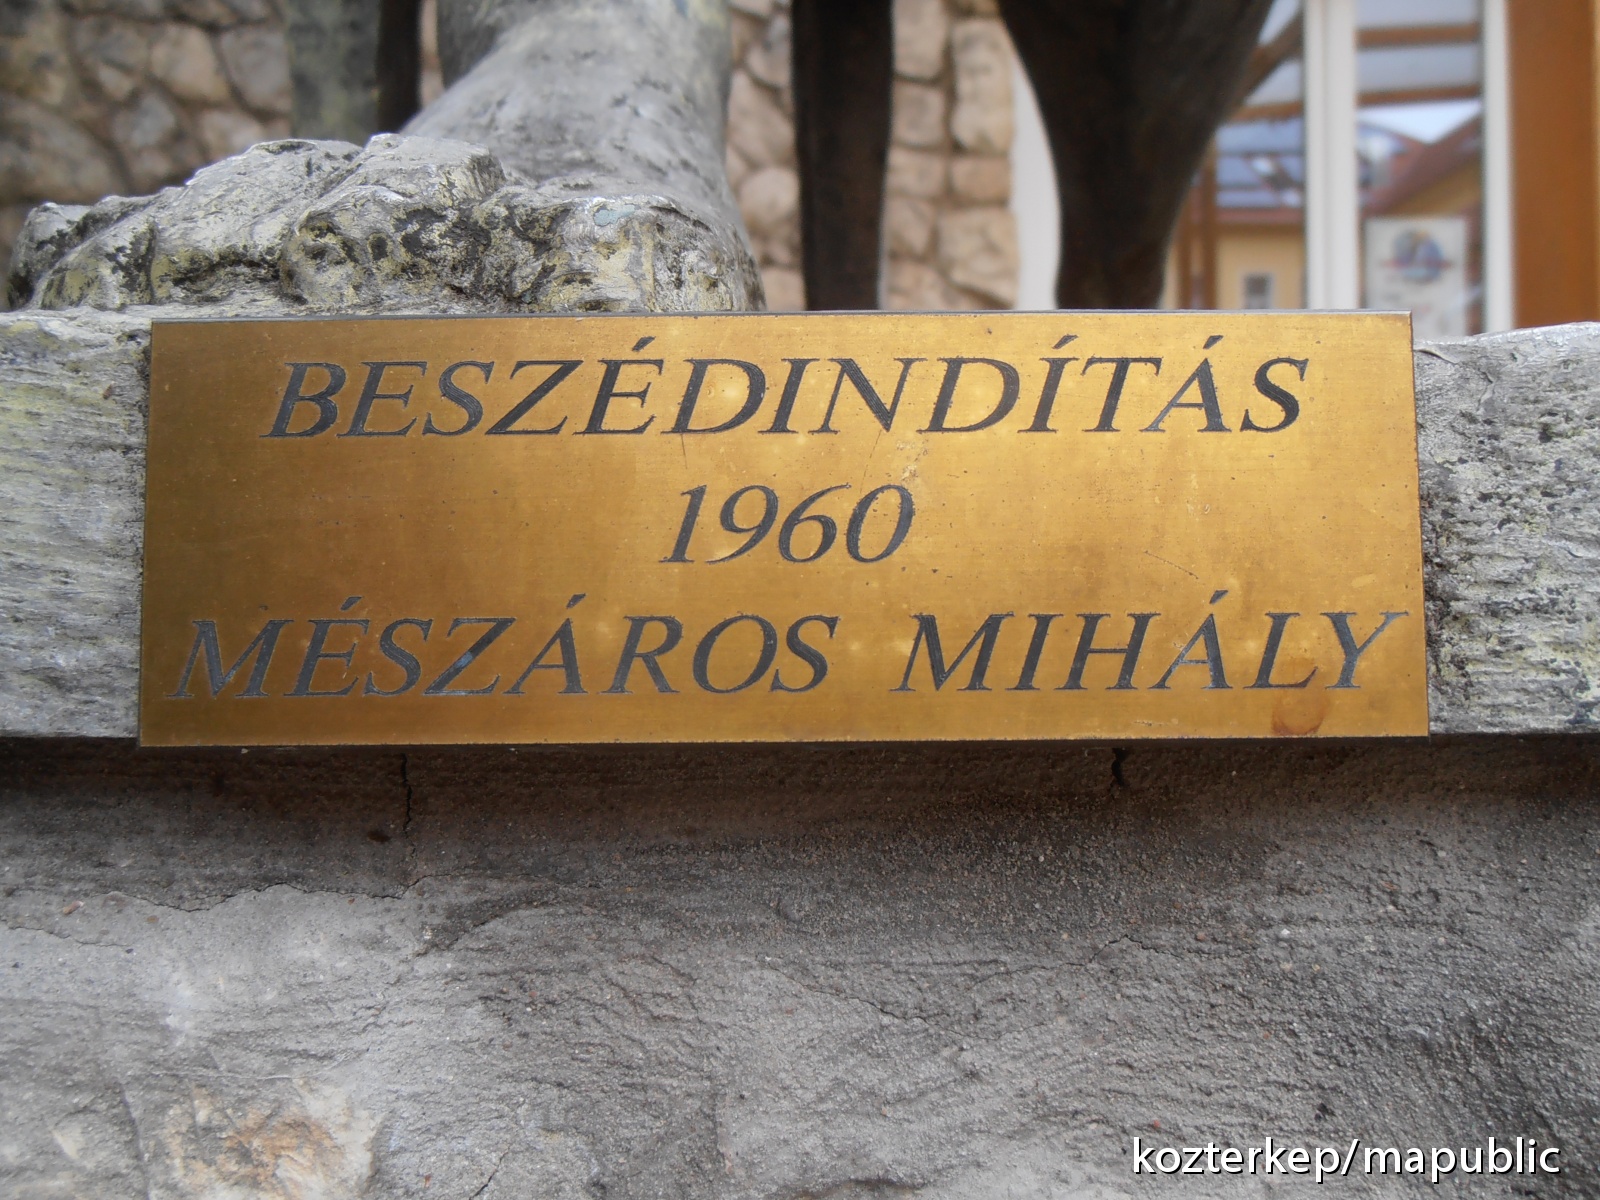 BESZÉDINDÍTÁS
1960
MÉSZÁROS MIHÁLY
kozterkep/mapublic